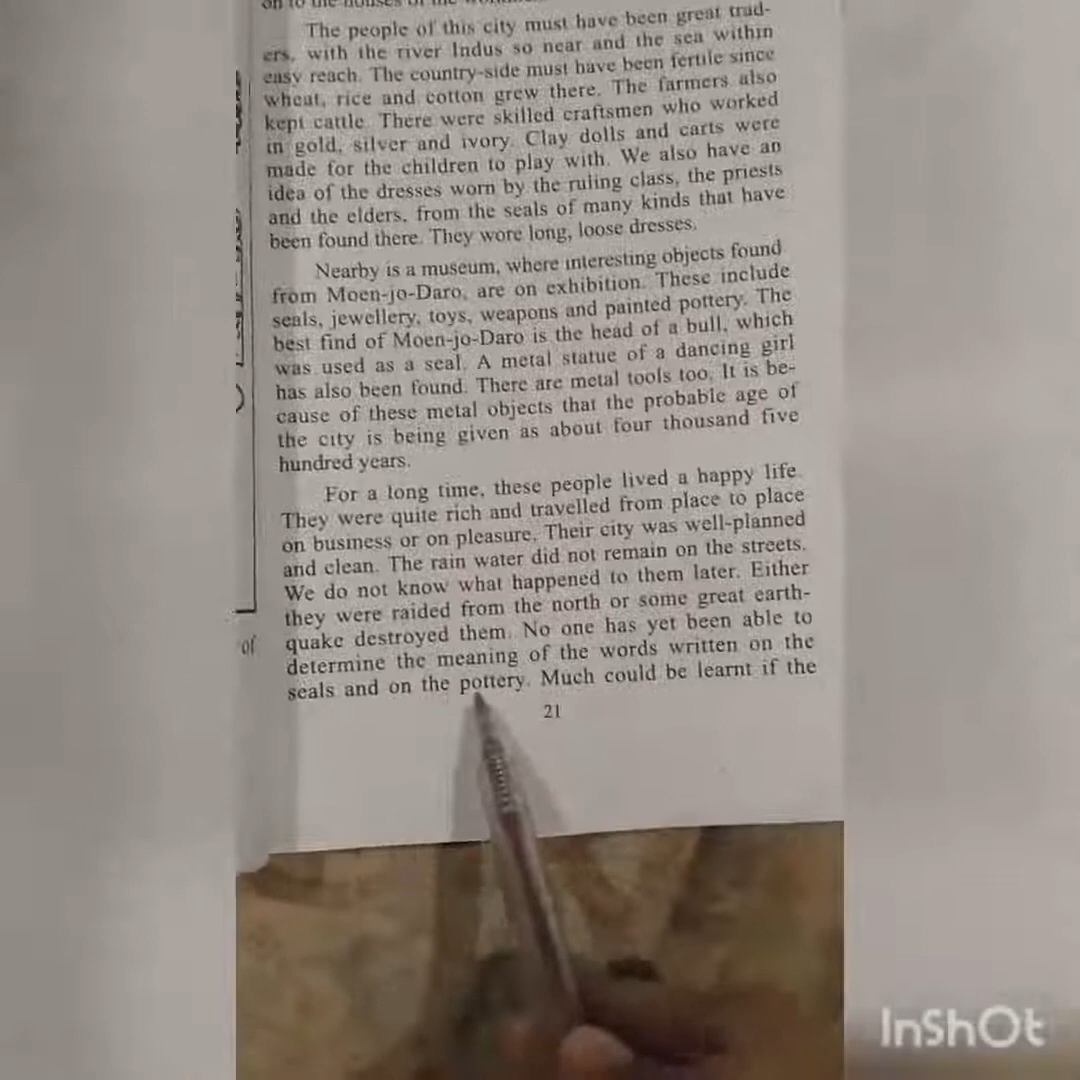 on to the houses of the
The people of this city must have been great trad-
ers, with the river Indus so near and the sea within
easy reach. The country-side must have been fertile since
wheat, rice and cotton grew there. The farmers also
kept cattle. There were skilled craftsmen who worked
in gold, silver and ivory. Clay dolls and carts were
made for the children to play with. We also have an
idea of the dresses worn by the ruling class, the priests
and the elders, from the seals of many kinds that have
been found there. They wore long, loose dresses.
Nearby is a museum, where interesting objects found
from Moen-jo-Daro, are on exhibition. These include
seals, jewellery, toys, weapons and painted pottery. The
best find of Moen-jo-Daro is the head of a bull, which
was used as a seal. A metal statue of a dancing girl
has also been found. There are metal tools too. It is be-
cause of these metal objects that the probable age of
the city is being given as about four thousand five
hundred years.
For a long time, these people lived a happy life.
They were quite rich and travelled from place to place
on business or on pleasure. Their city was well-planned
and clean. The rain water did not remain on the streets.
We do not know what happened to them later. Either
they were raided from the north or some great earth-
quake destroyed them. No one has yet been able to
determine the meaning of the words written on the
seals and on the pottery. Much could be learnt if the
21
of
InShOt